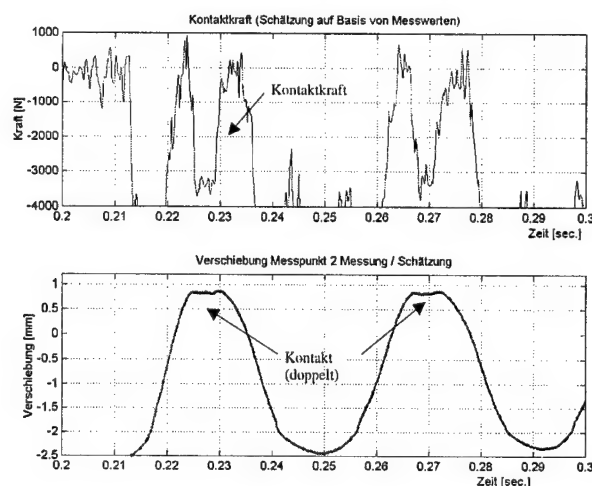 Kontaktkraft (Schätzung auf Basis von Messwerten)
Kraft [N]
1000
0
-1000
-2000
-3000
-4000
Kontaktkraft
0.2 0.21 0.22 0.23 0.24 0.25 0.26 0.27 0.28 0.29 0.3
Zeit [sec.]
Verschiebung Messpunkt 2 Messung / Schätzung
Verschiebung [mm]
1
0.5
0
-0.5
-1
-1.5
-2
-2.5
Kontakt
(doppelt)
0.2 0.21 0.22 0.23 0.24 0.25 0.26 0.27 0.28 0.29 0.3
Zeit [sec.]